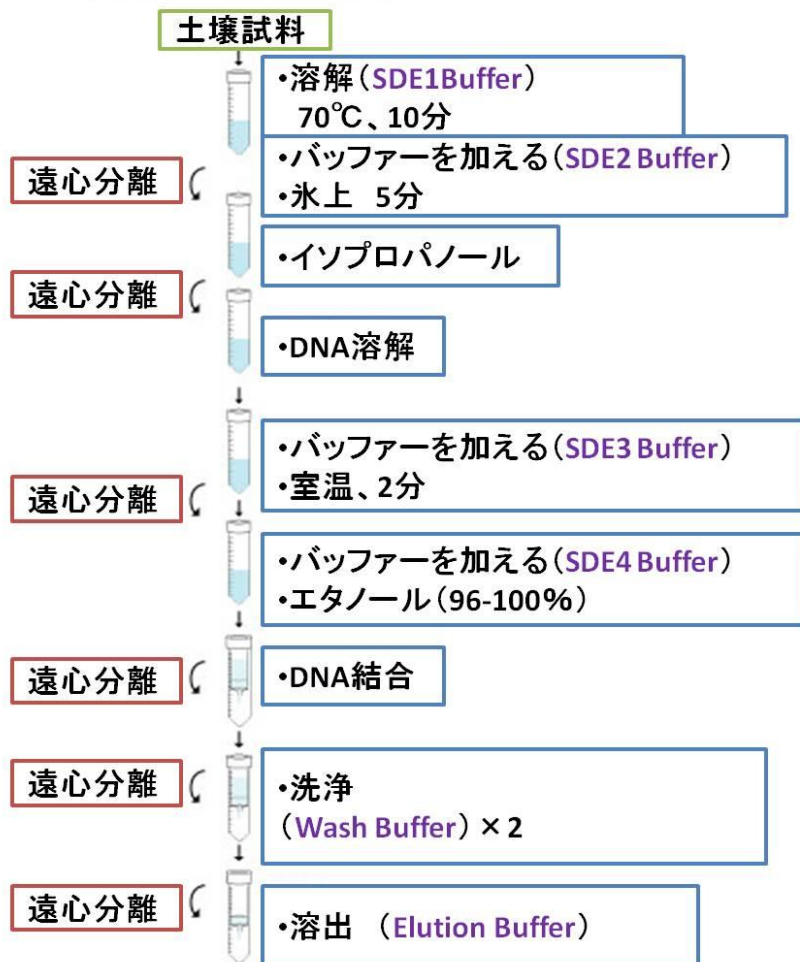 土壌試料
・溶解(SDE1Buffer)
70℃、10分
・バッファーを加える(SDE2 Buffer)
・氷上 5分
遠心分離
・イソプロパノール
遠心分離
・DNA溶解
・バッファーを加える(SDE3 Buffer)
・室温、2分
遠心分離
・バッファーを加える(SDE4 Buffer)
・エタノール(96-100%)
遠心分離
・DNA結合
遠心分離
・洗浄
(Wash Buffer)×2
遠心分離
・溶出 (Elution Buffer)